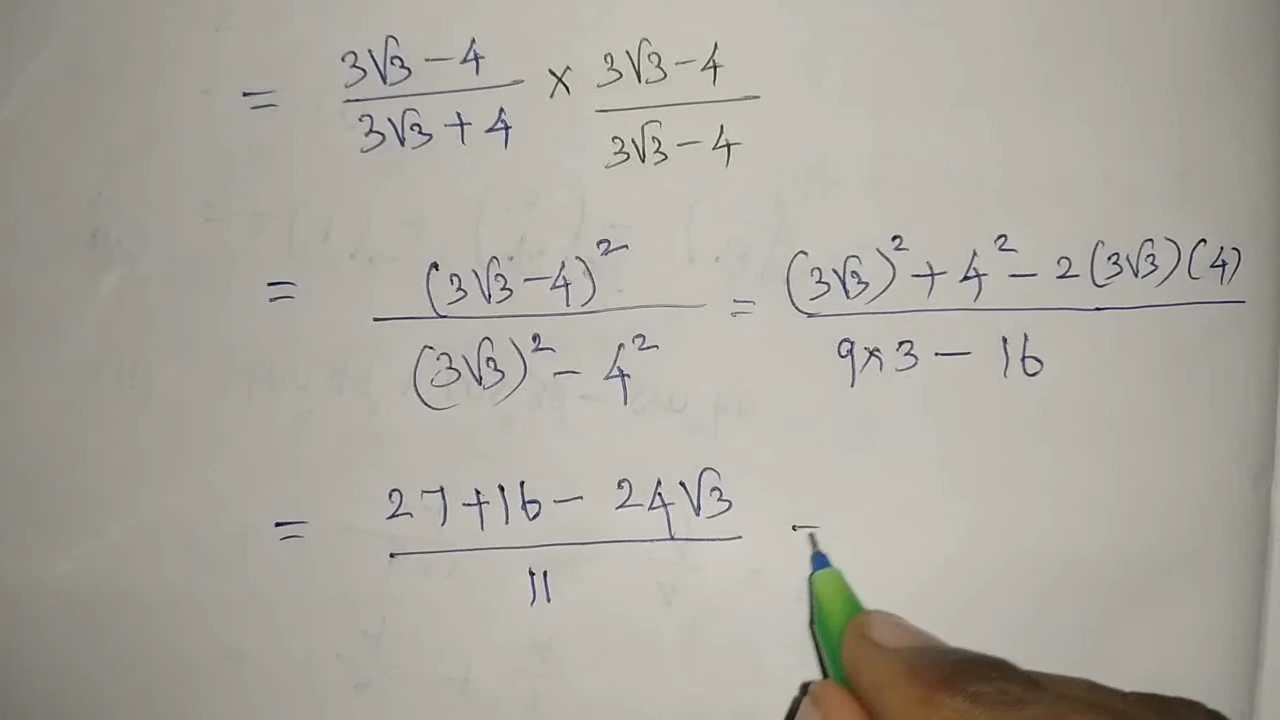 = (3√3 - 4)/(3√3 + 4) × (3√3 - 4)/(3√3 - 4)
= (3√3 - 4)²/((3√3)² - 4²) = ((3√3)² + 4² - 2(3√3)(4))/(9×3 - 16)
= (27 + 16 - 24√3)/11